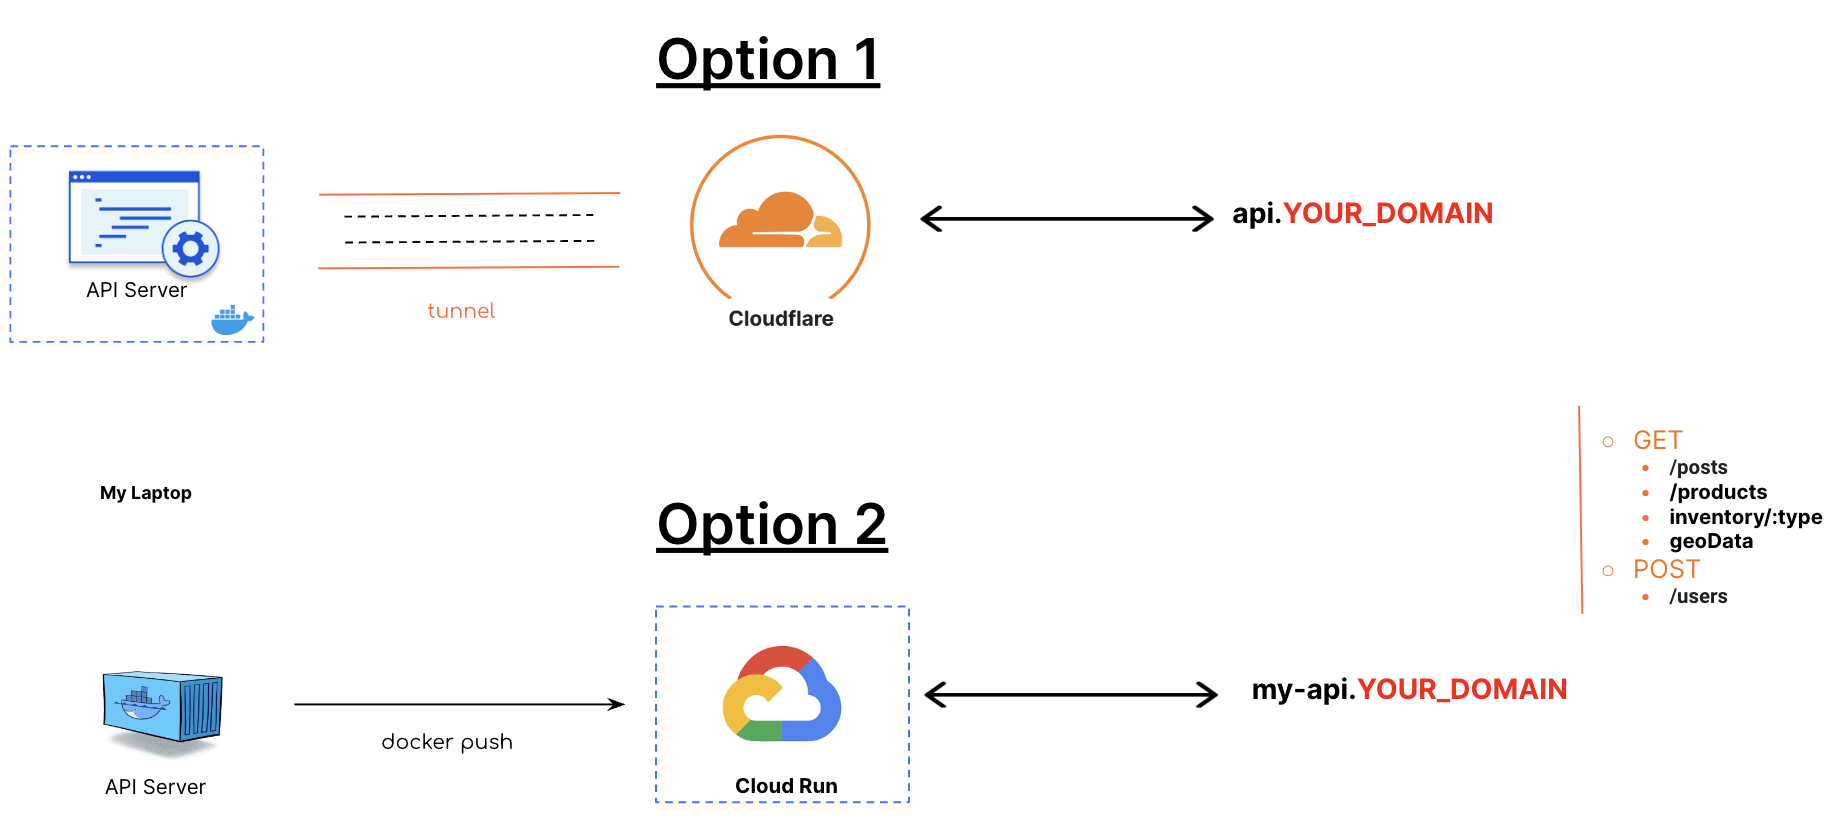 Option 1
API Server
tunnel
Cloudflare
api.YOUR_DOMAIN
My Laptop
GET
/posts
/products
inventory/:type
geoData
POST
/users
Option 2
API Server
docker push
Cloud Run
my-api.YOUR_DOMAIN